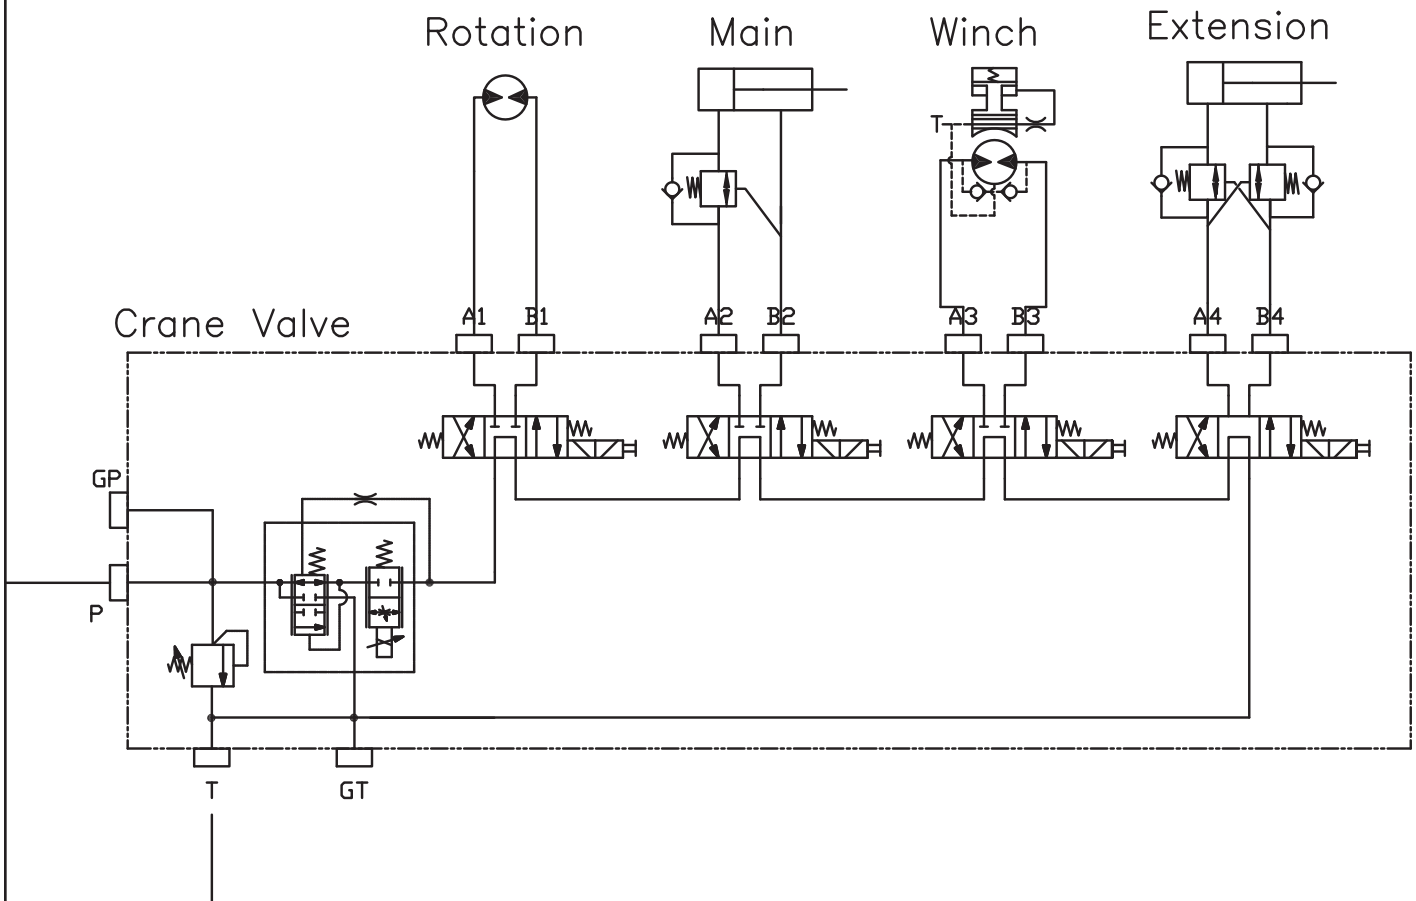 Rotation
Main
Winch
Extension
T
Crane Valve
A1
B1
A2
B2
A3
B3
A4
B4
GP
P
T
GT